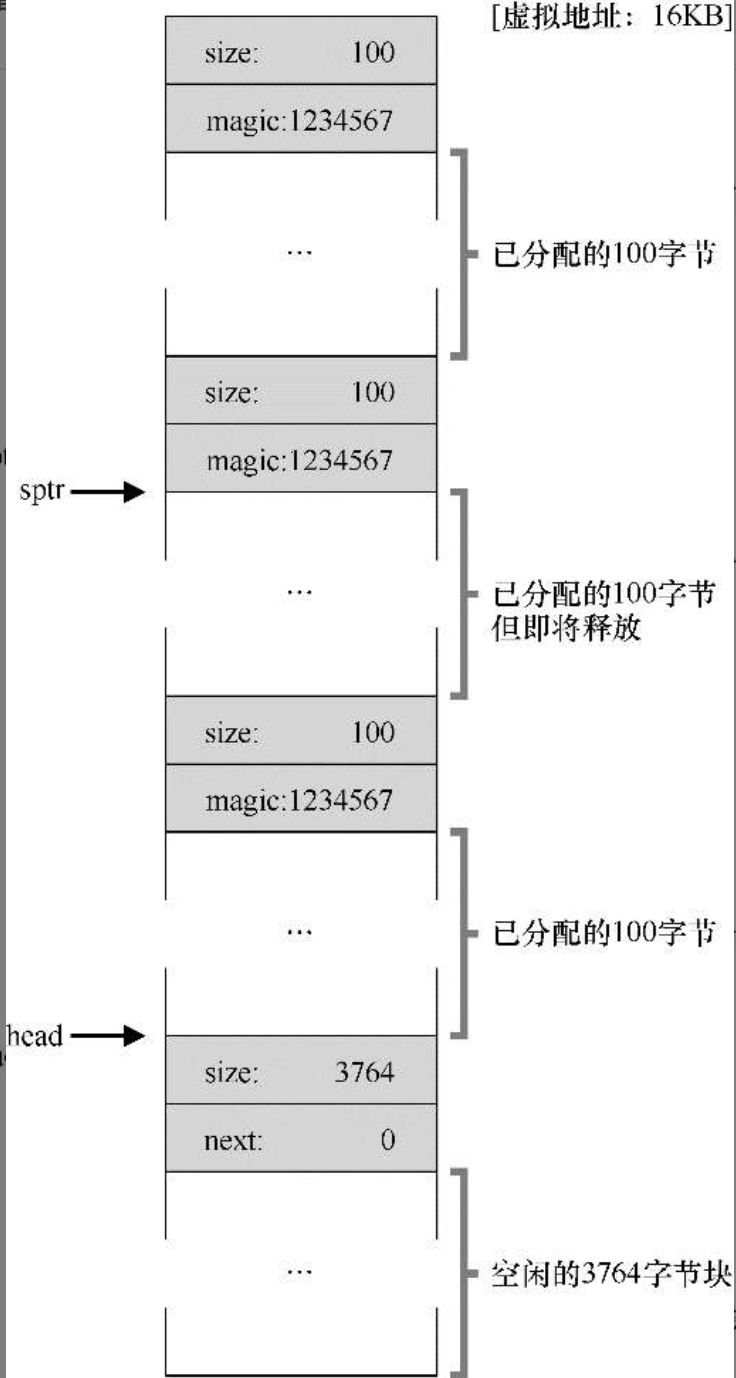 [虚拟地址：16KB]
size: 100
magic:1234567
...
已分配的100字节
size: 100
magic:1234567
sptr
...
已分配的100字节
但即将释放
size: 100
magic:1234567
...
已分配的100字节
head
size: 3764
next: 0
...
空闲的3764字节块